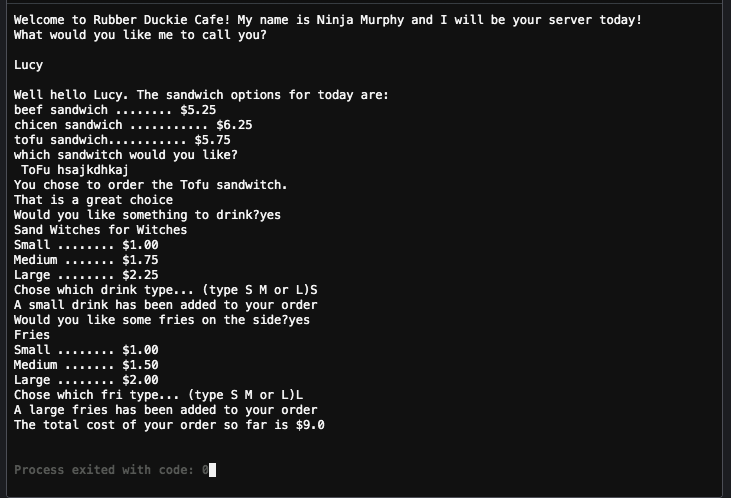 Welcome to Rubber Duckie Cafe! My name is Ninja Murphy and I will be your server today!
What would you like me to call you?
Lucy
Well hello Lucy. The sandwich options for today are:
beef sandwich ........ $5.25
chicen sandwich ........... $6.25
tofu sandwich........... $5.75
which sandwitch would you like?
ToFu hsajkdhkaj
You chose to order the Tofu sandwitch.
That is a great choice
Would you like something to drink?yes
Sand Witches for Witches
Small ........ $1.00
Medium ....... $1.75
Large ........ $2.25
Chose which drink type... (type S M or L)S
A small drink has been added to your order
Would you like some fries on the side?yes
Fries
Small ........ $1.00
Medium ....... $1.50
Large ........ $2.00
Chose which fri type... (type S M or L)L
A large fries has been added to your order
The total cost of your order so far is $9.0
Process exited with code: 0